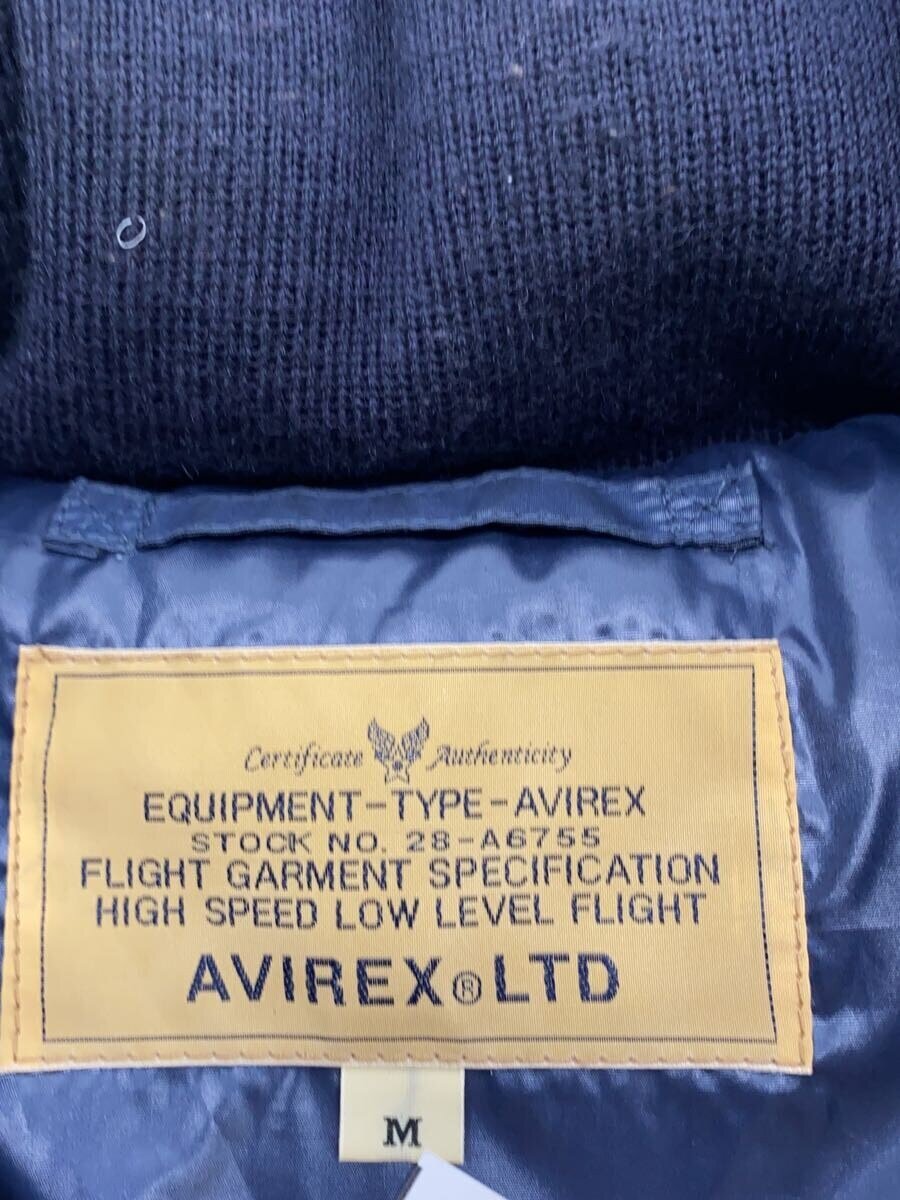 Certificate Authenticity
EQUIPMENT-TYPE-AVIREX
STOCK NO. 28-A6755
FLIGHT GARMENT SPECIFICATION
HIGH SPEED LOW LEVEL FLIGHT
AVIREX®LTD
M